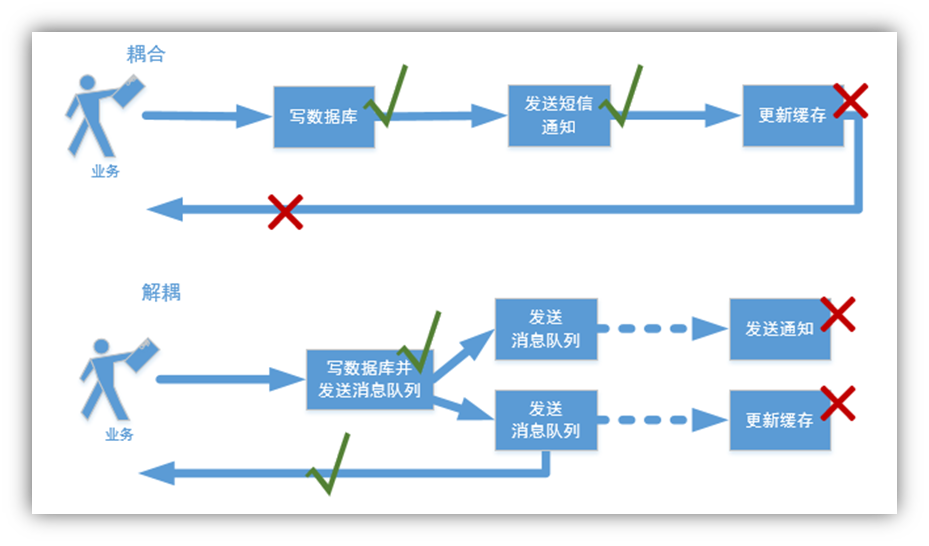 耦合
写数据库
发送短信
通知
更新缓存
业务
解耦
写数据库并
发送消息队列
发送
消息队列
发送通知
发送
消息队列
更新缓存
业务